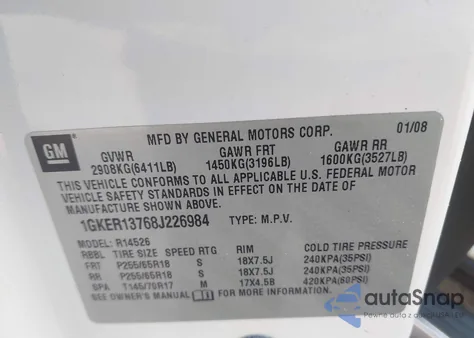 GM
MFD BY GENERAL MOTORS CORP. 01/08
GVWR GAWR FRT GAWR RR
2908KG(6411LB) 1450KG(3196LB) 1600KG(3527LB)
THIS VEHICLE CONFORMS TO ALL APPLICABLE U.S. FEDERAL MOTOR
VEHICLE SAFETY STANDARDS IN EFFECT ON THE DATE OF
MANUFACTURE SHOWN ABOVE.
1GKER13768J226984 TYPE: M.P.V.
MODEL: R14526
RBBL TIRE SIZE SPEED RTG RIM COLD TIRE PRESSURE
FRT P255/65R18 S 18X7.5J 240KPA(35PSI)
RR P255/65R18 S 18X7.5J 240KPA(35PSI)
SPA T145/70R17 M 17X4.5B 420KPA(60PSI)
SEE OWNER'S MANUAL FOR MORE INFORMATION.
autoSnap
Pewne auto z